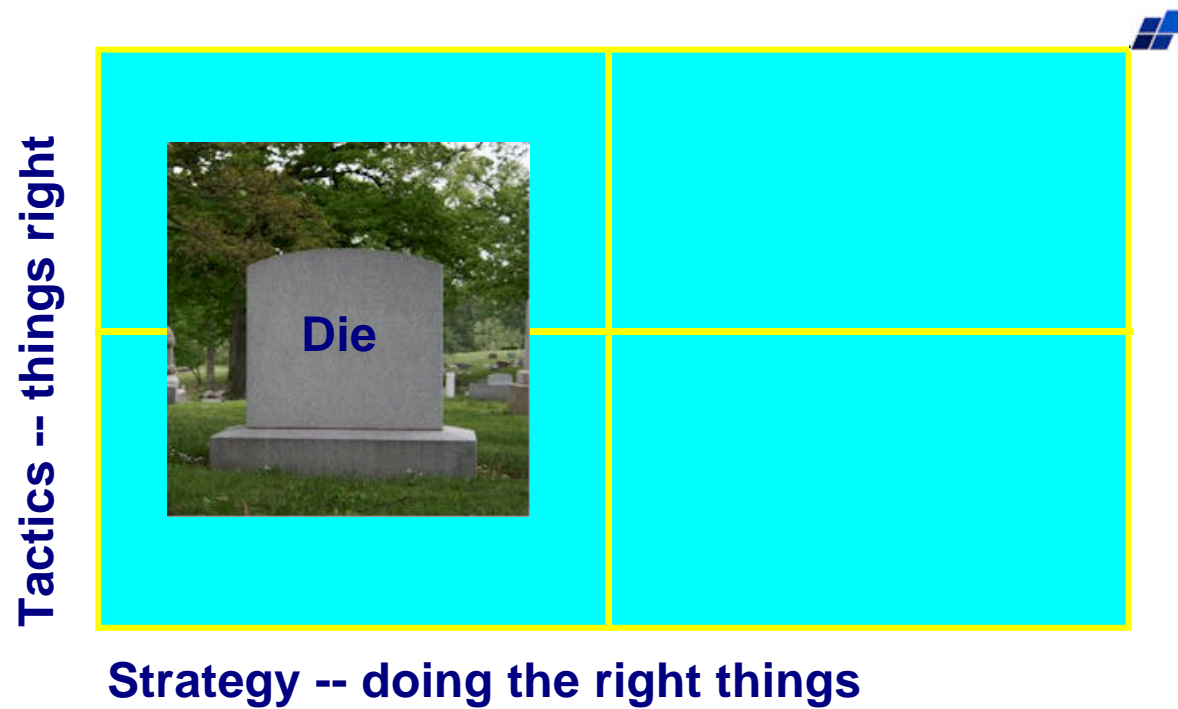 Tactics -- things right
Die
Strategy -- doing the right things